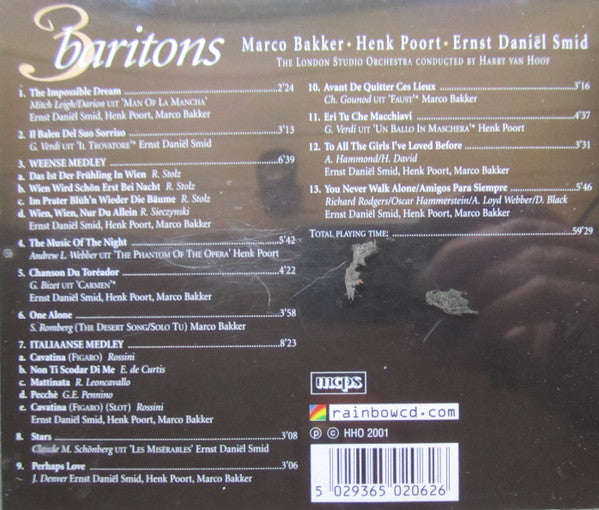 3 baritons
Marco Bakker • Henk Poort • Ernst Daniël Smid
The London Studio Orchestra conducted by Harry van Hoof
1. The Impossible Dream 2'24
Mitch Leigh/Darion uit 'Man Of La Mancha'
Ernst Daniël Smid, Henk Poort, Marco Bakker
2. Il Balen Del Suo Sorriso 3'13
G. Verdi uit 'Il Trovatore'* Ernst Daniël Smid
3. WEENSE MEDLEY 6'39
a. Das Ist Der Frühling In Wien R. Stolz
b. Wien Wird Schön Erst Bei Nacht R. Stolz
c. Im Prater Blüh'n Wieder Die Bäume R. Stolz
d. Wien, Wien, Nur Du Allein R. Sieczynski
Ernst Daniël Smid, Henk Poort, Marco Bakker
4. The Music Of The Night 5'42
Andrew L. Webber uit 'The Phantom Of The Opera' Henk Poort
5. Chanson Du Toréador 4'22
G. Bizet uit 'Carmen'*
Ernst Daniël Smid, Henk Poort, Marco Bakker
6. One Alone 3'58
S. Romberg (The Desert Song/Solo Tu) Marco Bakker
7. ITALIAANSE MEDLEY 8'23
a. Cavatina (Figaro) Rossini
b. Non Ti Scodar Di Me E. de Curtis
c. Mattinata R. Leoncavallo
d. Pecchè G.E. Pennino
e. Cavatina (Figaro) (Slot) Rossini
Ernst Daniël Smid, Henk Poort, Marco Bakker
8. Stars 3'08
Claude M. Schönberg uit 'Les Misérables' Ernst Daniël Smid
9. Perhaps Love 3'06
J. Denver Ernst Daniël Smid, Henk Poort, Marco Bakker
10. Avant De Quitter Ces Lieux 3'16
Ch. Gounod uit 'Faust'* Marco Bakker
11. Eri Tu Che Macchiavi 4'37
G. Verdi uit 'Un Ballo In Maschera'* Henk Poort
12. To All The Girls I've Loved Before 3'31
A. Hammond/H. David
Ernst Daniël Smid, Henk Poort, Marco Bakker
13. You Never Walk Alone/Amigos Para Siempre 5'46
Richard Rodgers/Oscar Hammerstein/A. Loyd Webber/D. Black
Ernst Daniël Smid, Henk Poort, Marco Bakker
Total playing time: 59'29
mcps
rainbowcd.com
℗ © HHO 2001
5 029365 020626